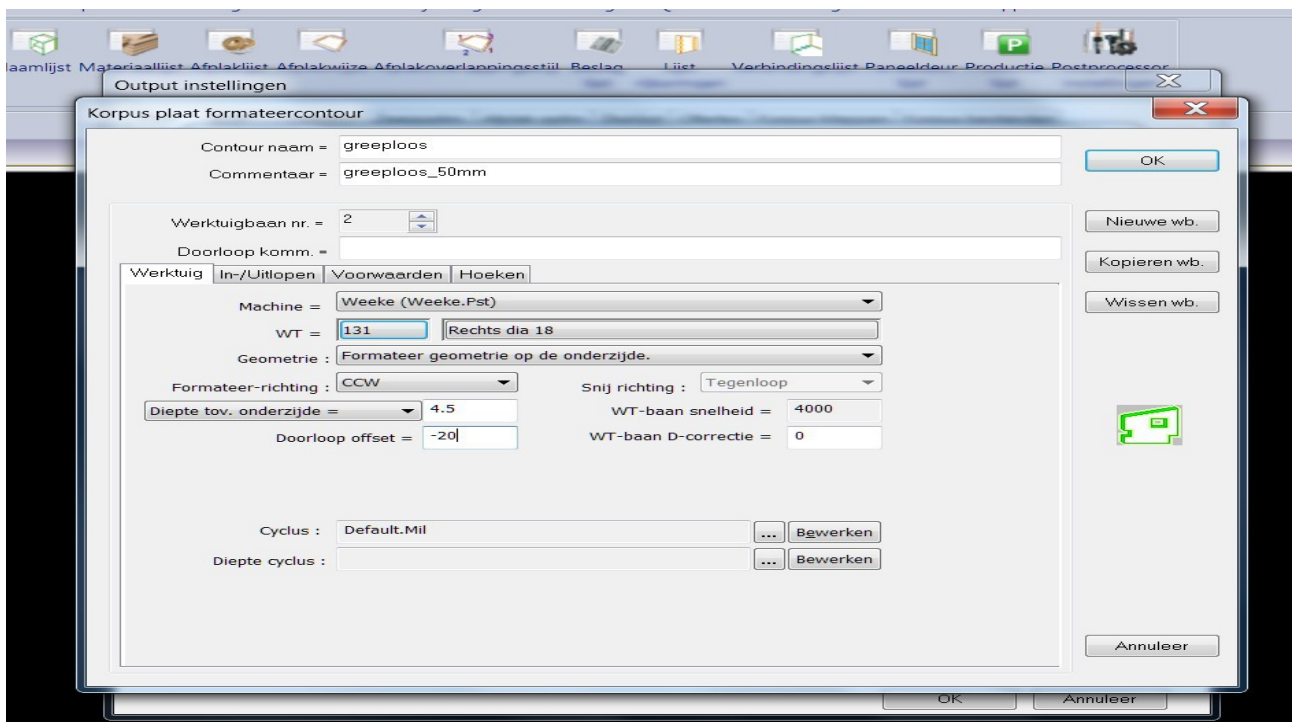 Materiaallijst Afplaklijst Afplakwijze Afplakoverlappingsstijl Beslag Lijst Verbindingslijst Paneeldeur Productie Postprocessor
Output instellingen
Korpus plaat formateercontour
Contour naam = greeploos
OK
Commentaar = greeploos_50mm
Werktuigbaan nr. = 2
Nieuwe wb.
Doorloop komm. =
Kopieren wb.
Werktuig In-/Uitlopen Voorwaarden Hoeken
Machine = Weeke (Weeke.Pst)
Wissen wb.
WT = 131 Rechts dia 18
Geometrie : Formateer geometrie op de onderzijde.
Formateer-richting : CCW Snij richting : Tegenloop
Diepte tov. onderzijde = 4.5 WT-baan snelheid = 4000
Doorloop offset = -20 WT-baan D-correctie = 0
Cyclus : Default.Mil ... Bewerken
Diepte cyclus : ... Bewerken
Annuleer
OK Annuleer